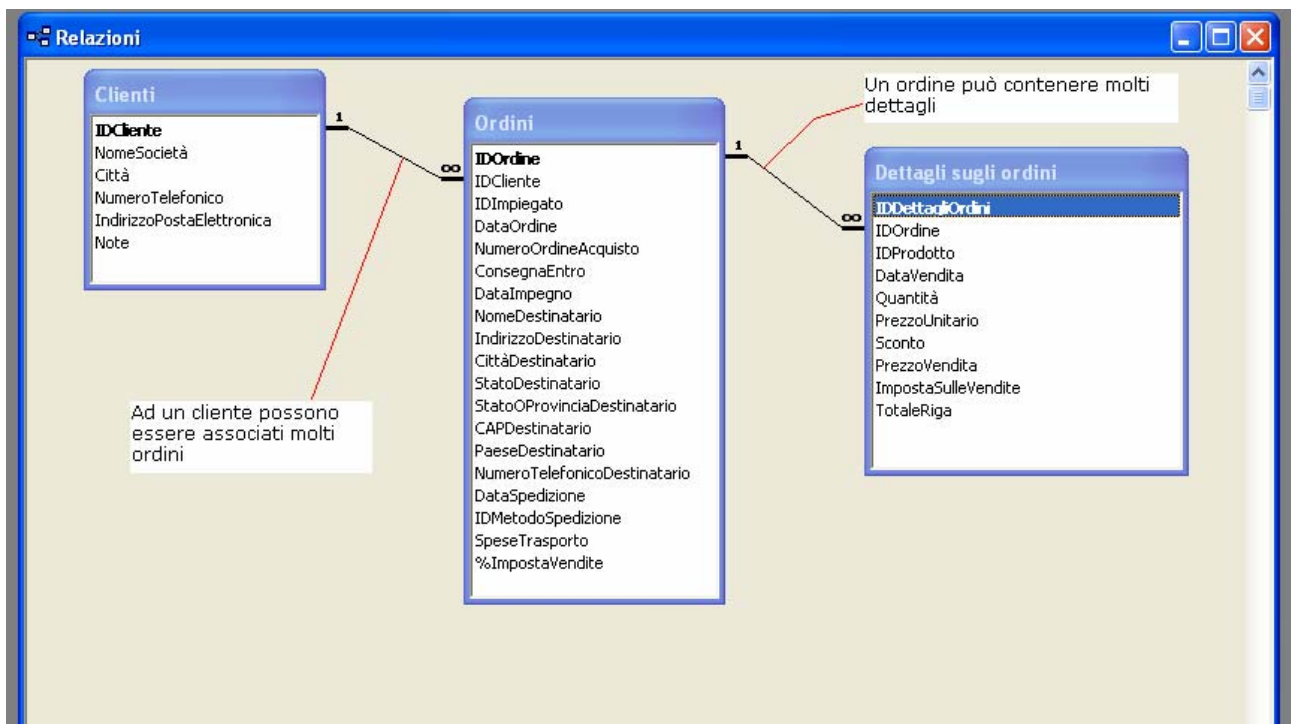 Relazioni
Clienti
IDCliente
NomeSocietà
Città
NumeroTelefonico
IndirizzoPostaElettronica
Note
1
∞
Ad un cliente possono
essere associati molti
ordini
Ordini
IDOrdine
IDCliente
IDImpiegato
DataOrdine
NumeroOrdineAcquisto
ConsegnaEntro
DataImpegno
NomeDestinatario
IndirizzoDestinatario
CittàDestinatario
StatoDestinatario
StatoOProvinciaDestinatario
CAPDestinatario
PaeseDestinatario
NumeroTelefonicoDestinatario
DataSpedizione
IDMetodoSpedizione
SpeseTrasporto
%ImpostaVendite
1
∞
Un ordine può contenere molti
dettagli
Dettagli sugli ordini
IDDettagliOrdini
IDOrdine
IDProdotto
DataVendita
Quantità
PrezzoUnitario
Sconto
PrezzoVendita
ImpostaSulleVendite
TotaleRiga